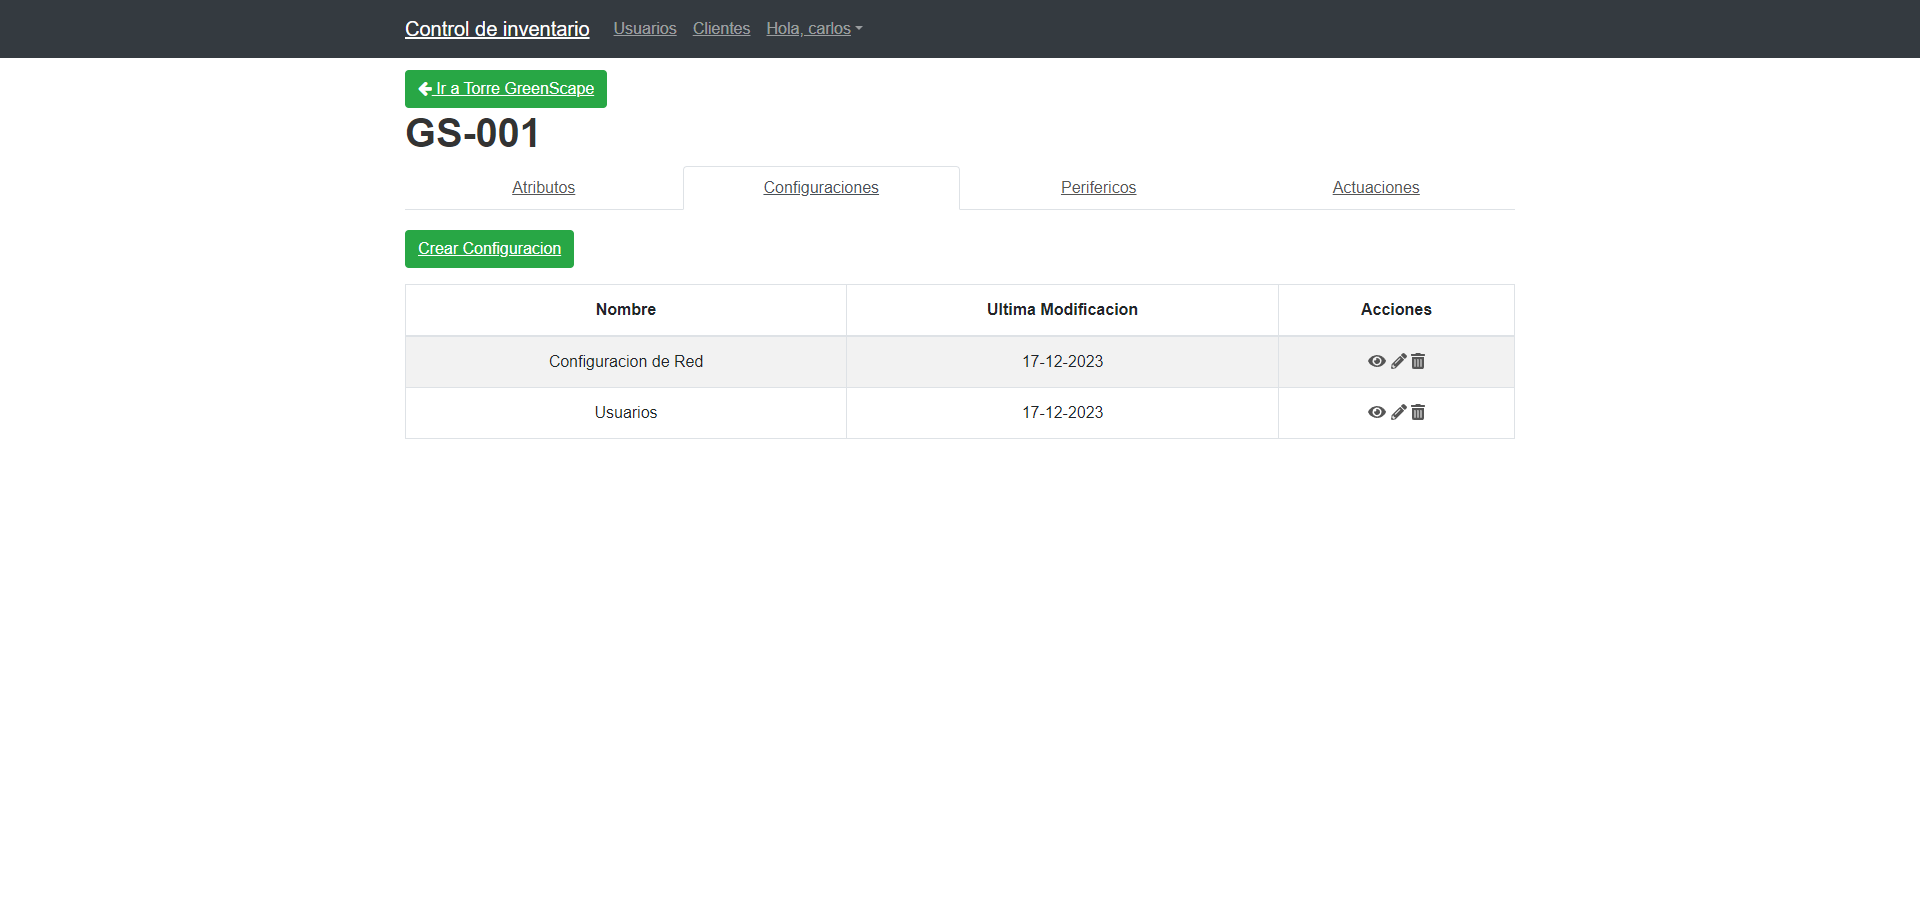 Control de inventario Usuarios Clientes Hola, carlos
Ir a Torre GreenScape
GS-001
Atributos Configuraciones Perifericos Actuaciones
Crear Configuracion
Nombre Ultima Modificacion Acciones
Configuracion de Red 17-12-2023
Usuarios 17-12-2023